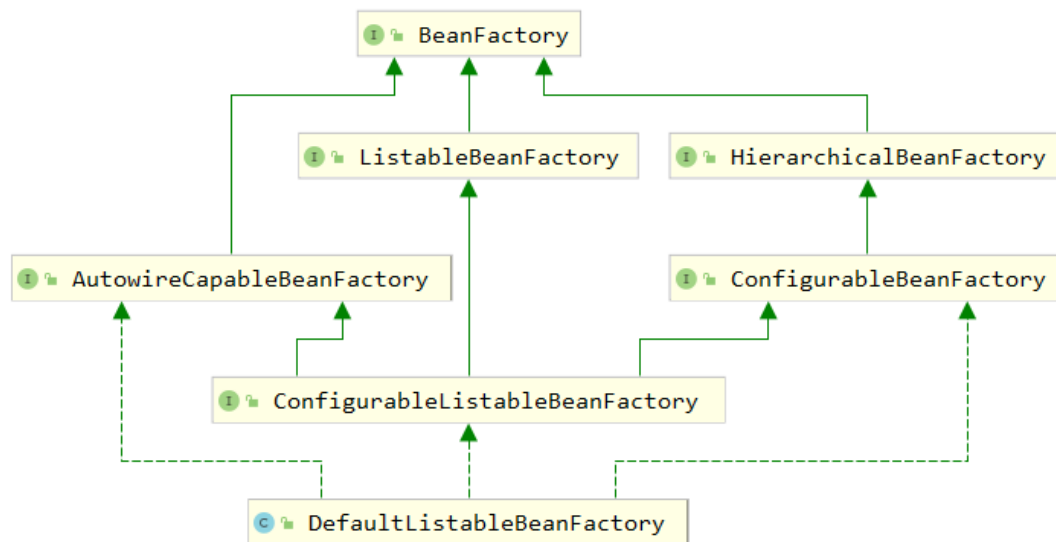 I BeanFactory
I ListableBeanFactory
I HierarchicalBeanFactory
I AutowireCapableBeanFactory
I ConfigurableBeanFactory
I ConfigurableListableBeanFactory
C DefaultListableBeanFactory